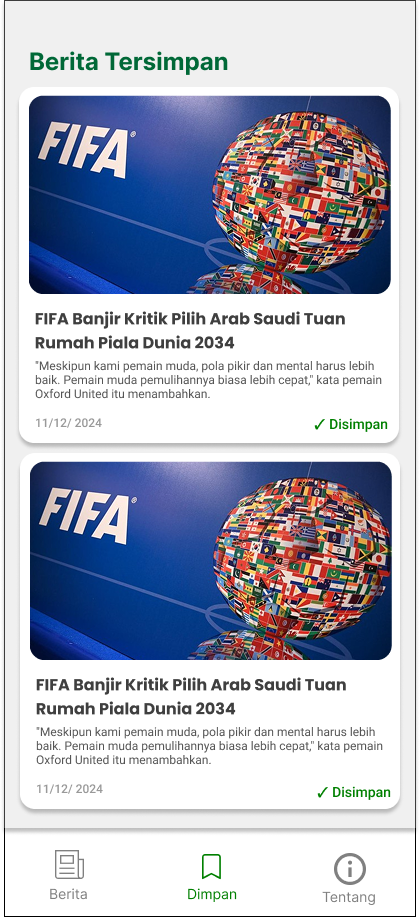 Berita Tersimpan
FIFA®
FIFA Banjir Kritik Pilih Arab Saudi Tuan
Rumah Piala Dunia 2034
"Meskipun kami pemain muda, pola pikir dan mental harus lebih
baik. Pemain muda pemulihannya biasa lebih cepat," kata pemain
Oxford United itu menambahkan.
11/12/ 2024
✓ Disimpan
FIFA®
FIFA Banjir Kritik Pilih Arab Saudi Tuan
Rumah Piala Dunia 2034
"Meskipun kami pemain muda, pola pikir dan mental harus lebih
baik. Pemain muda pemulihannya biasa lebih cepat," kata pemain
Oxford United itu menambahkan.
11/12/ 2024
✓ Disimpan
Berita
Dimpan
Tentang